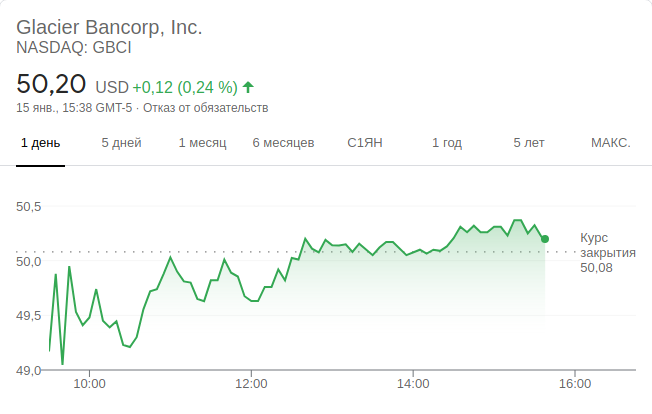 Glacier Bancorp, Inc.
NASDAQ: GBCI
50,20 USD +0,12 (0,24 %)
15 янв., 15:38 GMT-5 · Отказ от обязательств
1 день 5 дней 1 месяц 6 месяцев С1ЯН 1 год 5 лет МАКС.
50,5
50,0
49,5
49,0
Курс
закрытия
50,08
10:00 12:00 14:00 16:00